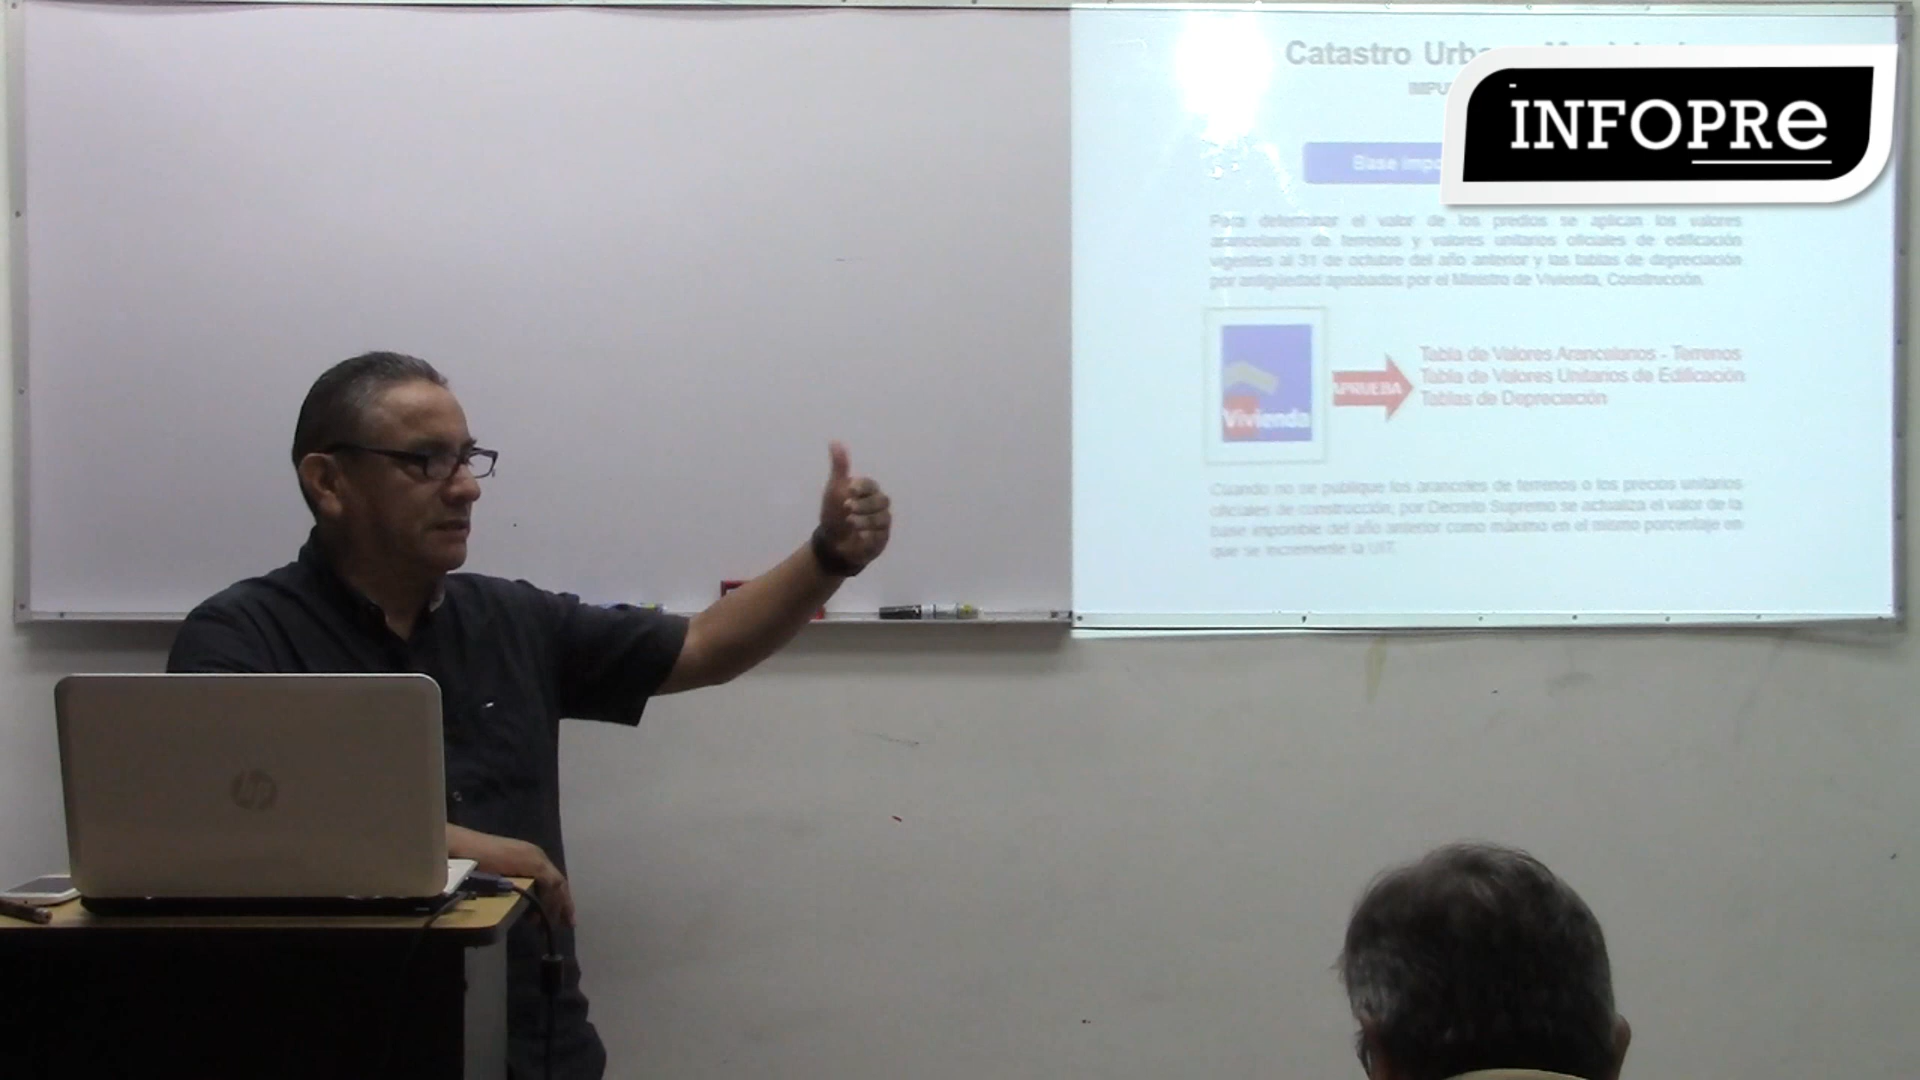 Catastro Urb
IMPU
INFOPRe
Base impo
Para determinar el valor de los predios se aplican los valores
arancelarios de terrenos y valores unitarios oficiales de edificación
vigentes al 31 de octubre del año anterior y las tablas de depreciación
por antigüedad aprobados por el Ministro de Vivienda, Construcción.
Vivienda
APRUEBA
Tabla de Valores Arancelarios - Terrenos
Tabla de Valores Unitarios de Edificación
Tablas de Depreciación
Cuando no se publique los aranceles de terrenos o los precios unitarios
oficiales de construcción, por Decreto Supremo se actualiza el valor de la
base imponible del año anterior como máximo en el mismo porcentaje en
que se incremente la UIT.
hp